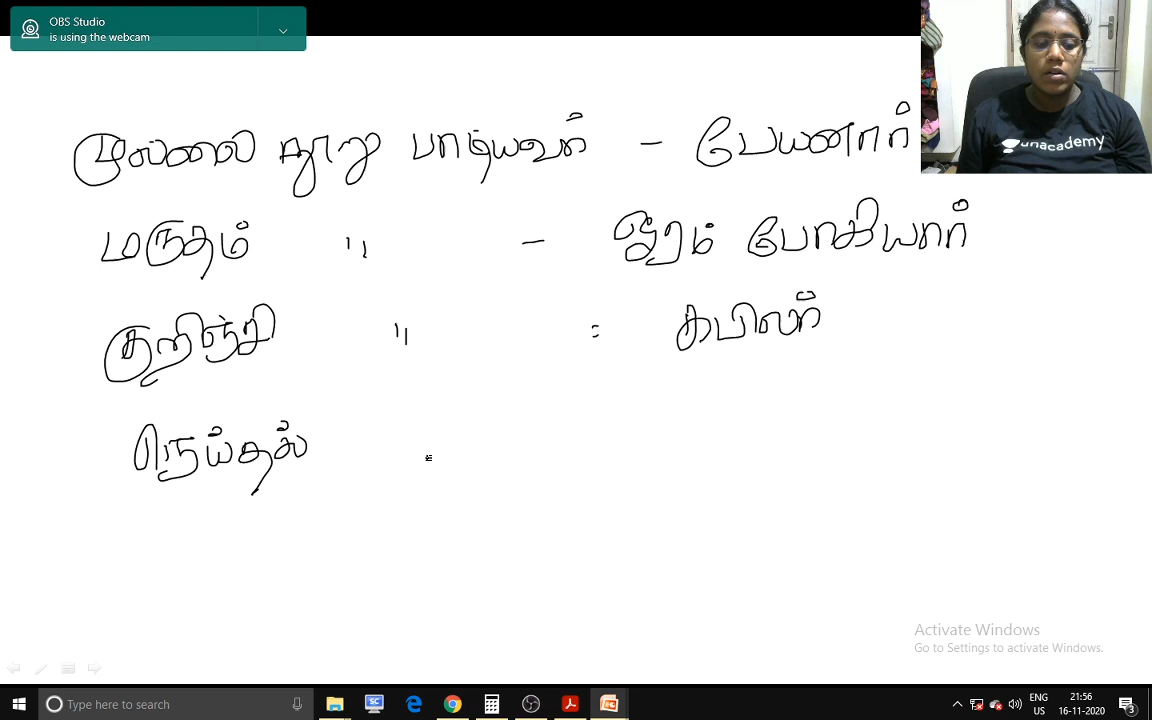 OBS Studio
is using the webcam
unacademy
முல்லை நூறு பாடியவர் - பேயனார்
மருதம் " - ஓரம் போகியார்
குறிஞ்சி " = கபிலர்
நெய்தல்
Activate Windows
Go to Settings to activate Windows.
Type here to search
ENG
US
21:56
16-11-2020
3